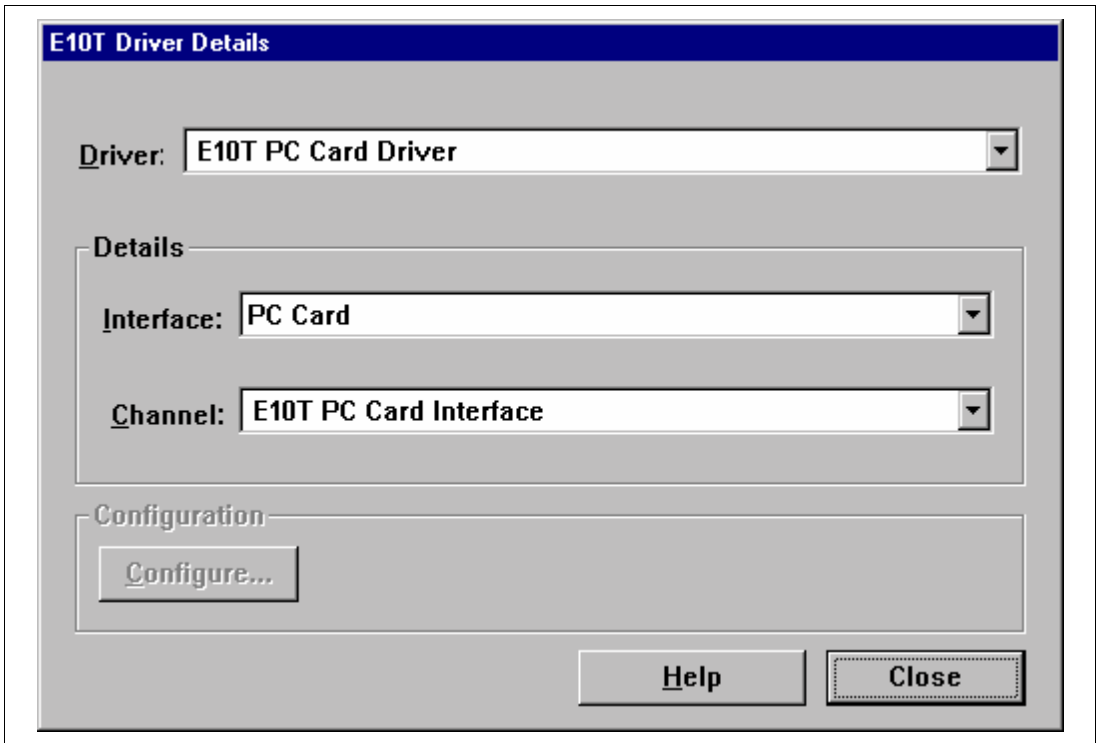 E10T Driver Details
Driver: E10T PC Card Driver
Details
Interface: PC Card
Channel: E10T PC Card Interface
Configuration
Configure...
Help Close